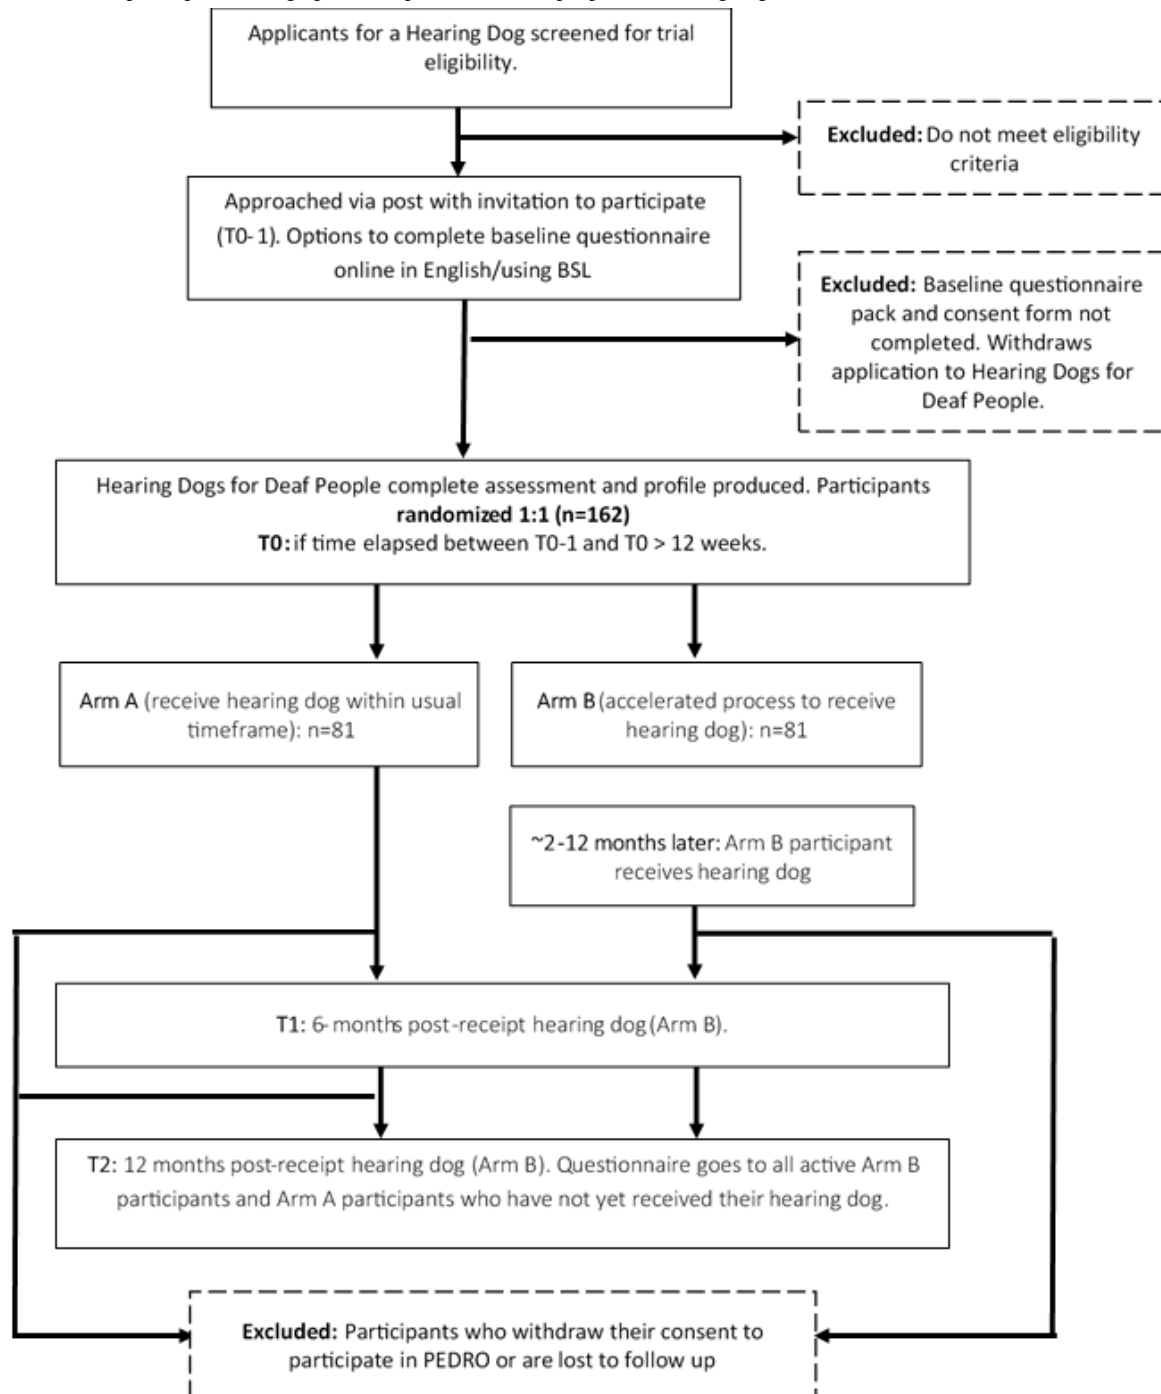 Applicants for a Hearing Dog screened for trial
eligibility.
Excluded: Do not meet eligibility
criteria
Approached via post with invitation to participate
(T0-1). Options to complete baseline questionnaire
online in English/using BSL
Excluded: Baseline questionnaire
pack and consent form not
completed. Withdraws
application to Hearing Dogs for
Deaf People.
Hearing Dogs for Deaf People complete assessment and profile produced. Participants
randomized 1:1 (n=162)
T0: if time elapsed between T0-1 and T0 > 12 weeks.
Arm A (receive hearing dog within usual
timeframe): n=81
Arm B (accelerated process to receive
hearing dog): n=81
~2-12 months later: Arm B participant
receives hearing dog
T1: 6-months post-receipt hearing dog (Arm B).
T2: 12 months post-receipt hearing dog (Arm B). Questionnaire goes to all active Arm B
participants and Arm A participants who have not yet received their hearing dog.
Excluded: Participants who withdraw their consent to
participate in PEDRO or are lost to follow up